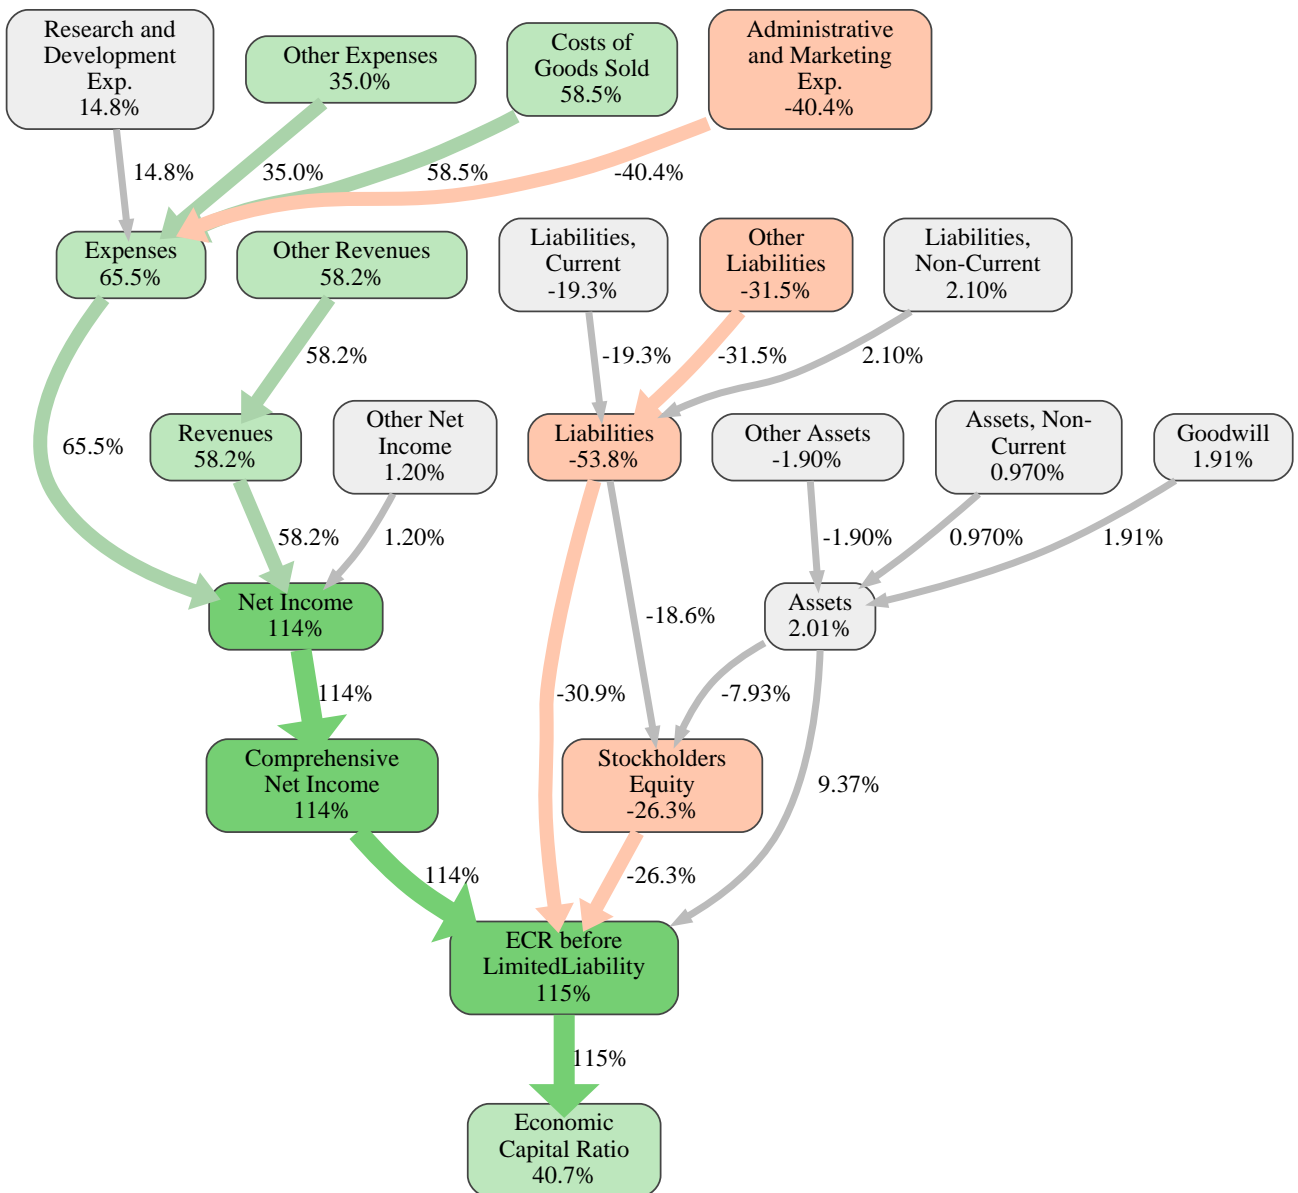 Research and
Development
Exp.
14.8%
Other Expenses
35.0%
Costs of
Goods Sold
58.5%
Administrative
and Marketing
Exp.
-40.4%
14.8%
35.0%
58.5%
-40.4%
Expenses
65.5%
Other Revenues
58.2%
Liabilities,
Current
-19.3%
Other
Liabilities
-31.5%
Liabilities,
Non-Current
2.10%
58.2%
-19.3%
-31.5%
2.10%
65.5%
Revenues
58.2%
Other Net
Income
1.20%
Liabilities
-53.8%
Other Assets
-1.90%
Assets, Non-
Current
0.970%
Goodwill
1.91%
58.2%
1.20%
-1.90%
0.970%
1.91%
Net Income
114%
-18.6%
Assets
2.01%
114%
-30.9%
-7.93%
Comprehensive
Net Income
114%
Stockholders
Equity
-26.3%
9.37%
114%
-26.3%
ECR before
LimitedLiability
115%
115%
Economic
Capital Ratio
40.7%